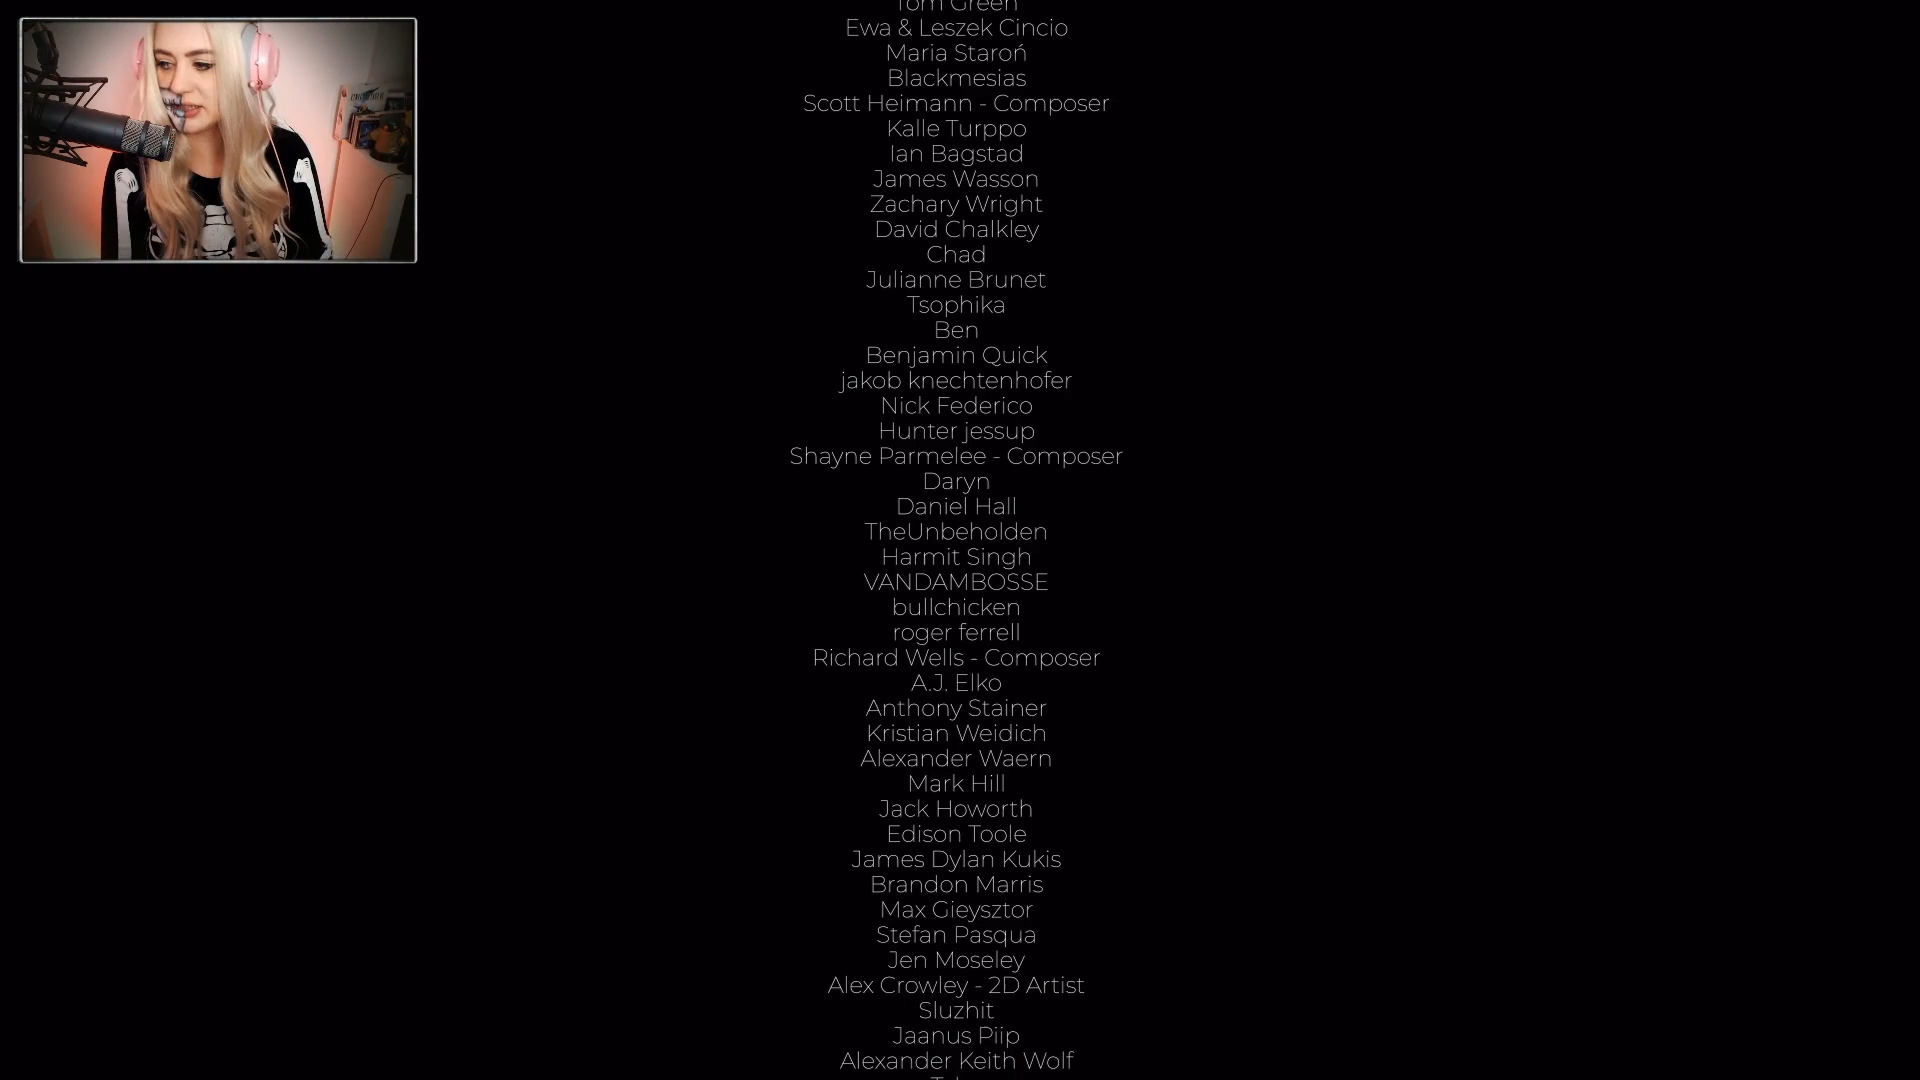 Tom Green
Ewa & Leszek Cincio
Maria Staroń
Blackmesias
Scott Heimann - Composer
Kalle Turppo
Ian Bagstad
James Wasson
Zachary Wright
David Chalkley
Chad
Julianne Brunet
Tsophika
Ben
Benjamin Quick
jakob knechtenhofer
Nick Federico
Hunter jessup
Shayne Parmelee - Composer
Daryn
Daniel Hall
TheUnbeholden
Harmit Singh
VANDAMBOSSE
bullchicken
roger ferrell
Richard Wells - Composer
A.J. Elko
Anthony Stainer
Kristian Weidich
Alexander Waern
Mark Hill
Jack Howorth
Edison Toole
James Dylan Kukis
Brandon Marris
Max Gieysztor
Stefan Pasqua
Jen Moseley
Alex Crowley - 2D Artist
Sluzhit
Jaanus Piip
Alexander Keith Wolf